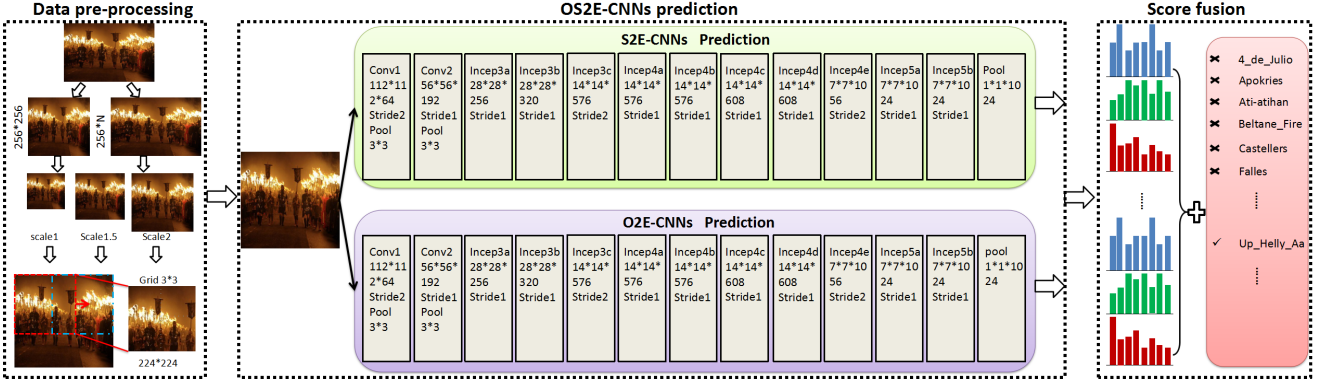 Data pre-processing
256*256
256*N
scale1
Scale1.5
Scale2
Grid 3*3
224*224
OS2E-CNNs prediction
S2E-CNNs Prediction
Conv1
112*11
2*64
Stride2
Pool
3*3
Conv2
56*56*
192
Stride1
Pool
3*3
Incep3a
28*28*
256
Stride1
Incep3b
28*28*
320
Stride1
Incep3c
14*14*
576
Stride2
Incep4a
14*14*
576
Stride1
Incep4b
14*14*
576
Stride1
Incep4c
14*14*
608
Stride1
Incep4d
14*14*
608
Stride1
Incep4e
7*7*10
56
Stride2
Incep5a
7*7*10
24
Stride1
Incep5b
7*7*10
24
Stride1
Pool
1*1*10
24
O2E-CNNs Prediction
Conv1
112*11
2*64
Stride2
Pool
3*3
Conv2
56*56*
192
Stride1
Pool
3*3
Incep3a
28*28*
256
Stride1
Incep3b
28*28*
320
Stride1
Incep3c
14*14*
576
Stride2
Incep4a
14*14*
576
Stride1
Incep4b
14*14*
576
Stride1
Incep4c
14*14*
608
Stride1
Incep4d
14*14*
608
Stride1
Incep4e
7*7*10
56
Stride2
Incep5a
7*7*10
24
Stride1
Incep5b
7*7*10
24
Stride1
pool
1*1*10
24
Score fusion
4_de_Julio
Apokries
Ati-atihan
Beltane_Fire
Castellers
Falles
Up_Helly_Aa